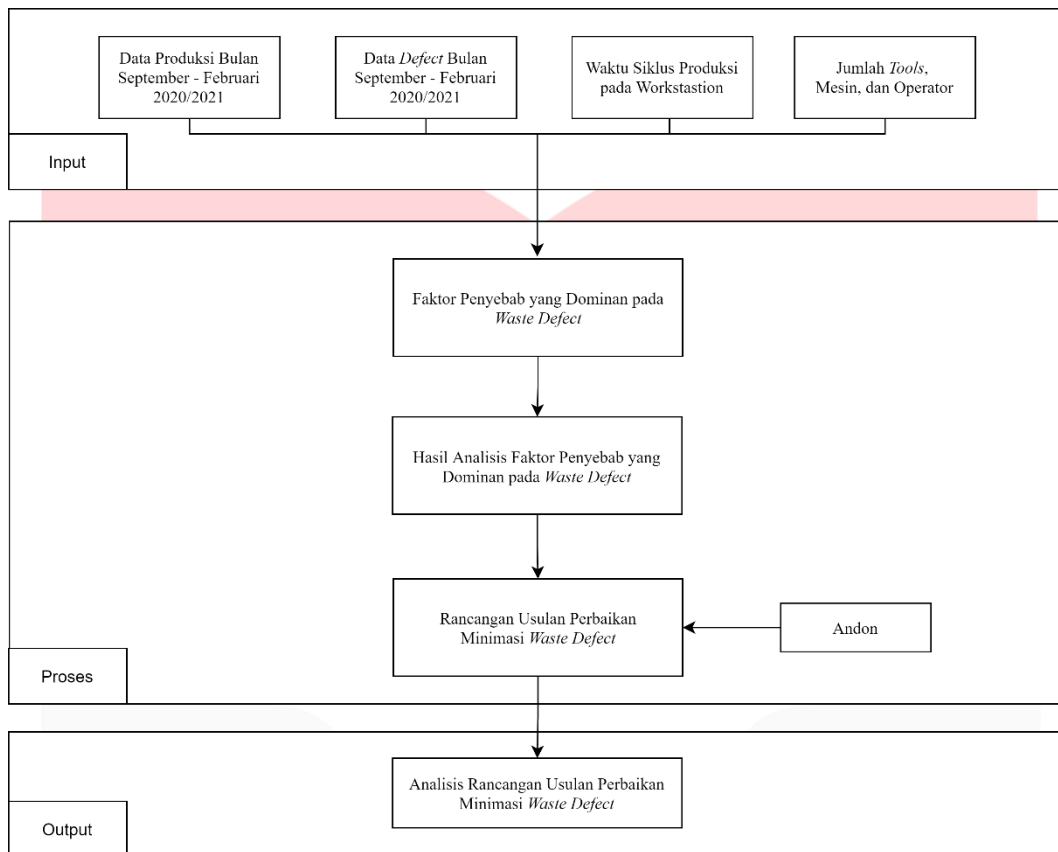 Data Produksi Bulan
September - Februari
2020/2021
Data Defect Bulan
September - Februari
2020/2021
Waktu Siklus Produksi
pada Workstastion
Jumlah Tools,
Mesin, dan Operator
Input
Faktor Penyebab yang Dominan pada
Waste Defect
Hasil Analisis Faktor Penyebab yang
Dominan pada Waste Defect
Rancangan Usulan Perbaikan
Minimasi Waste Defect
Andon
Proses
Analisis Rancangan Usulan Perbaikan
Minimasi Waste Defect
Output